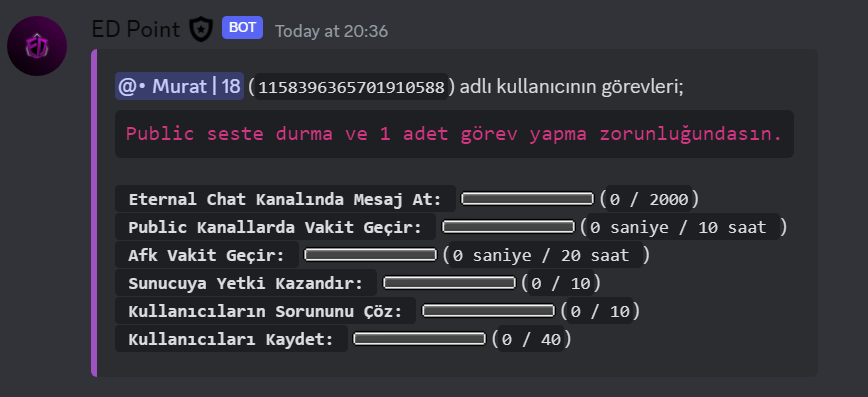 ED Point BOT Today at 20:36
@• Murat | 18 (1158396365701910588) adlı kullanıcının görevleri;
Public seste durma ve 1 adet görev yapma zorunluğundasın.
Eternal Chat Kanalında Mesaj At: (0 / 2000)
Public Kanallarda Vakit Geçir: (0 saniye / 10 saat )
Afk Vakit Geçir: (0 saniye / 20 saat )
Sunucuya Yetki Kazandır: (0 / 10)
Kullanıcıların Sorununu Çöz: (0 / 10)
Kullanıcıları Kaydet: (0 / 40)